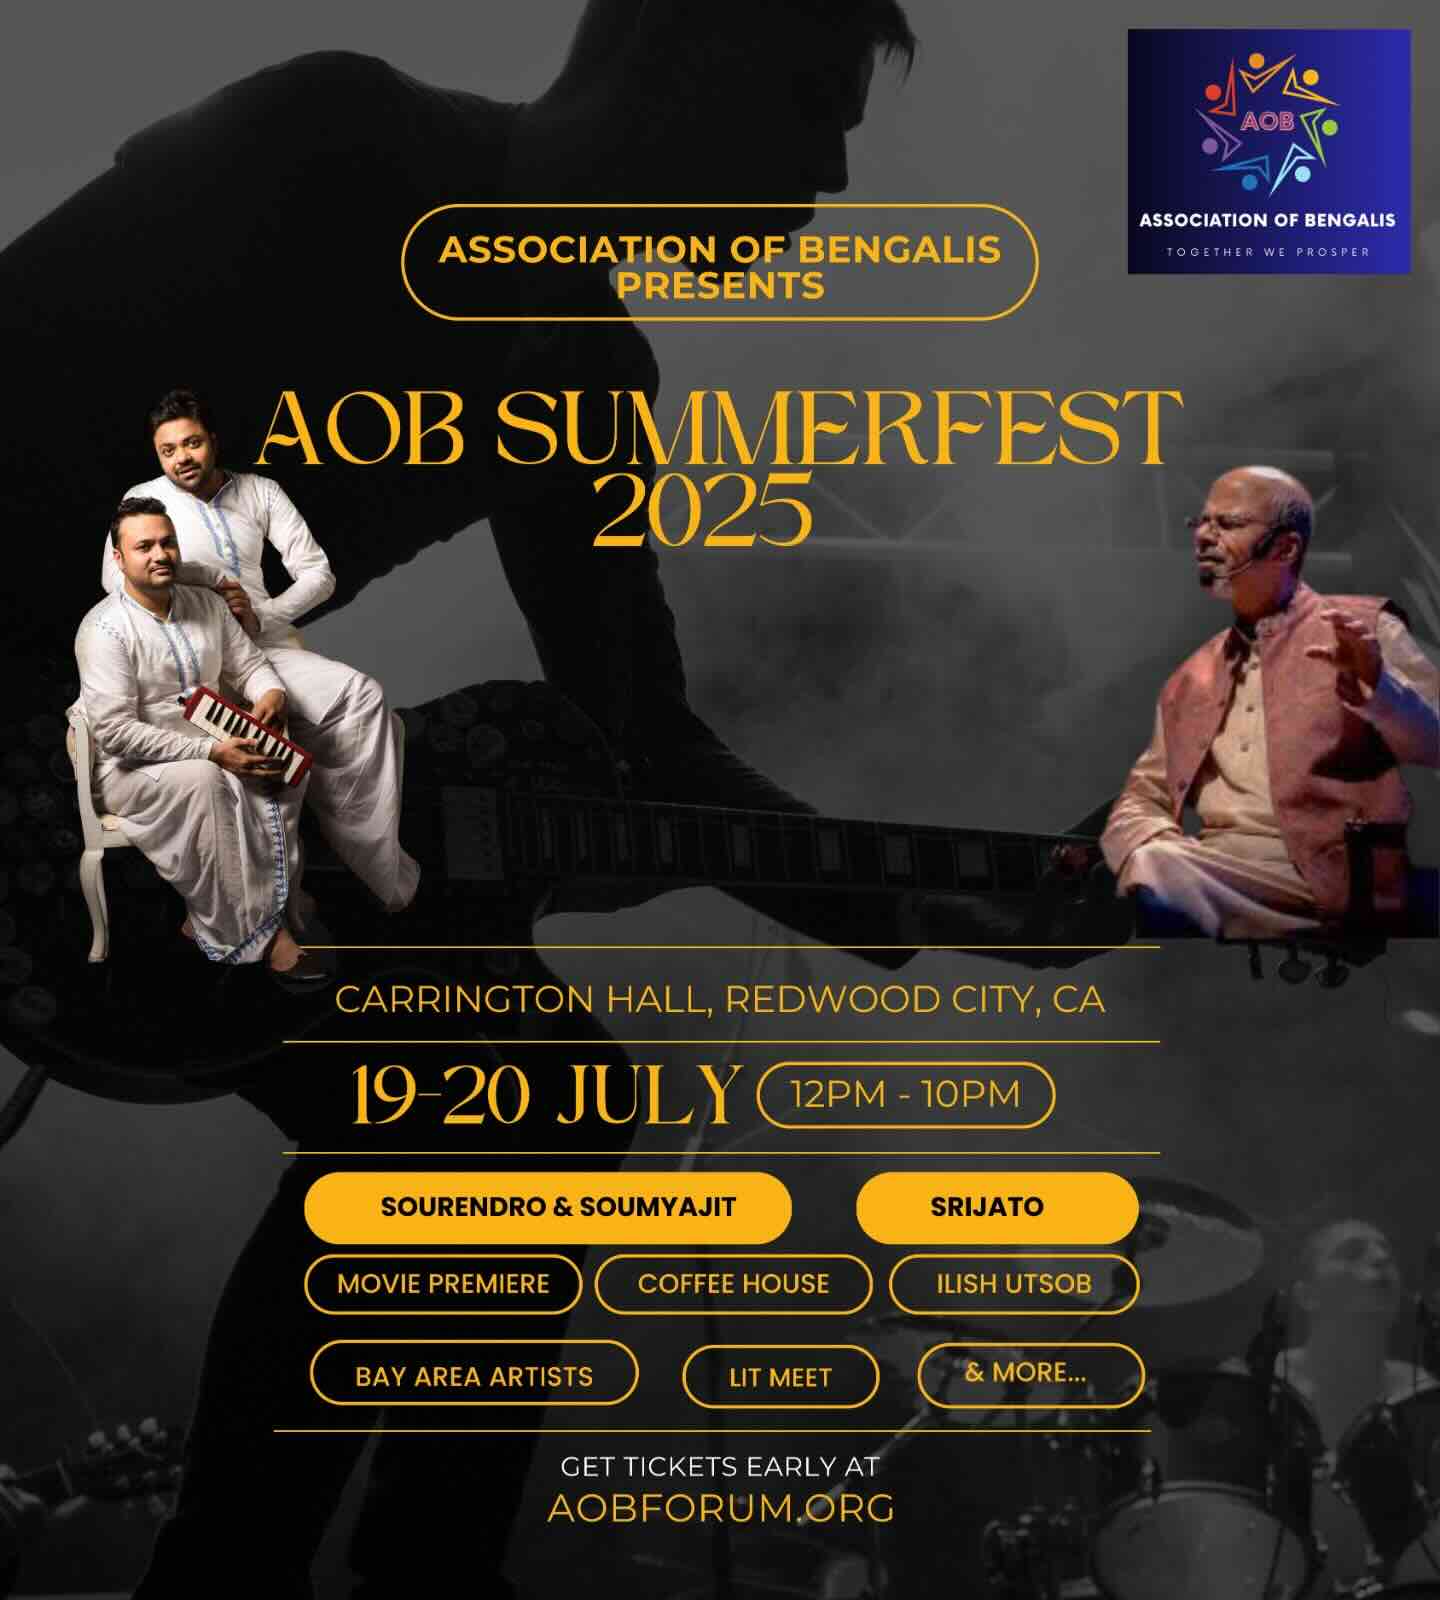 AOB
ASSOCIATION OF BENGALIS
TOGETHER WE PROSPER
ASSOCIATION OF BENGALIS
PRESENTS
AOB SUMMERFEST
2025
CARRINGTON HALL, REDWOOD CITY, CA
19-20 JULY 12PM - 10PM
SOURENDRO & SOUMYAJIT SRIJATO
MOVIE PREMIERE COFFEE HOUSE ILISH UTSOB
BAY AREA ARTISTS LIT MEET & MORE...
GET TICKETS EARLY AT
AOBFORUM.ORG